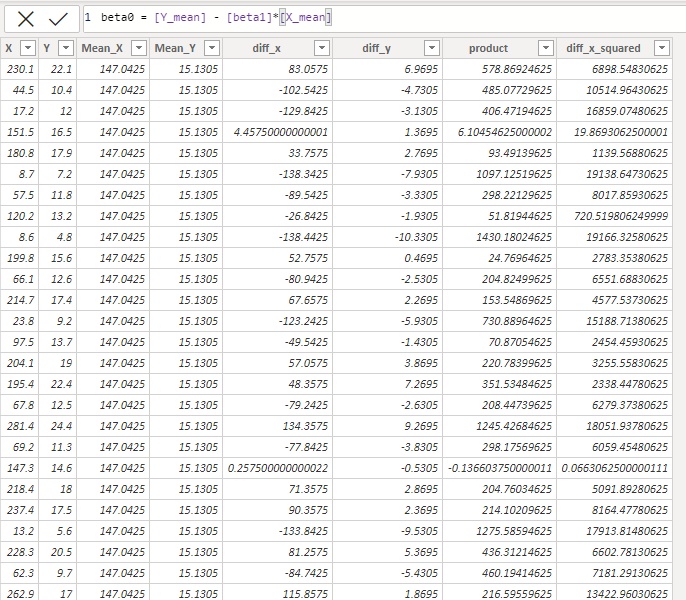 1 beta0 = [Y_mean] - [beta1]*[X_mean]
X Y Mean_X Mean_Y diff_x diff_y product diff_x_squared
230.1 22.1 147.0425 15.1305 83.0575 6.9695 578.86924625 6898.54830625
44.5 10.4 147.0425 15.1305 -102.5425 -4.7305 485.07729625 10514.96430625
17.2 12 147.0425 15.1305 -129.8425 -3.1305 406.47194625 16859.07480625
151.5 16.5 147.0425 15.1305 4.45750000000001 1.3695 6.10454625000002 19.8693062500001
180.8 17.9 147.0425 15.1305 33.7575 2.7695 93.49139625 1139.56880625
8.7 7.2 147.0425 15.1305 -138.3425 -7.9305 1097.12519625 19138.64730625
57.5 11.8 147.0425 15.1305 -89.5425 -3.3305 298.22129625 8017.85930625
120.2 13.2 147.0425 15.1305 -26.8425 -1.9305 51.81944625 720.519806249999
8.6 4.8 147.0425 15.1305 -138.4425 -10.3305 1430.18024625 19166.32580625
199.8 15.6 147.0425 15.1305 52.7575 0.4695 24.76964625 2783.35380625
66.1 12.6 147.0425 15.1305 -80.9425 -2.5305 204.82499625 6551.68830625
214.7 17.4 147.0425 15.1305 67.6575 2.2695 153.54869625 4577.53730625
23.8 9.2 147.0425 15.1305 -123.2425 -5.9305 730.88964625 15188.71380625
97.5 13.7 147.0425 15.1305 -49.5425 -1.4305 70.87054625 2454.45930625
204.1 19 147.0425 15.1305 57.0575 3.8695 220.78399625 3255.55830625
195.4 22.4 147.0425 15.1305 48.3575 7.2695 351.53484625 2338.44780625
67.8 12.5 147.0425 15.1305 -79.2425 -2.6305 208.44739625 6279.37380625
281.4 24.4 147.0425 15.1305 134.3575 9.2695 1245.42684625 18051.93780625
69.2 11.3 147.0425 15.1305 -77.8425 -3.8305 298.17569625 6059.45480625
147.3 14.6 147.0425 15.1305 0.257500000000022 -0.5305 -0.136603750000011 0.0663062500000111
218.4 18 147.0425 15.1305 71.3575 2.8695 204.76034625 5091.89280625
237.4 17.5 147.0425 15.1305 90.3575 2.3695 214.10209625 8164.47780625
13.2 5.6 147.0425 15.1305 -133.8425 -9.5305 1275.58594625 17913.81480625
228.3 20.5 147.0425 15.1305 81.2575 5.3695 436.31214625 6602.78130625
62.3 9.7 147.0425 15.1305 -84.7425 -5.4305 460.19414625 7181.29130625
262.9 17 147.0425 15.1305 115.8575 1.8695 216.59559625 13422.96030625